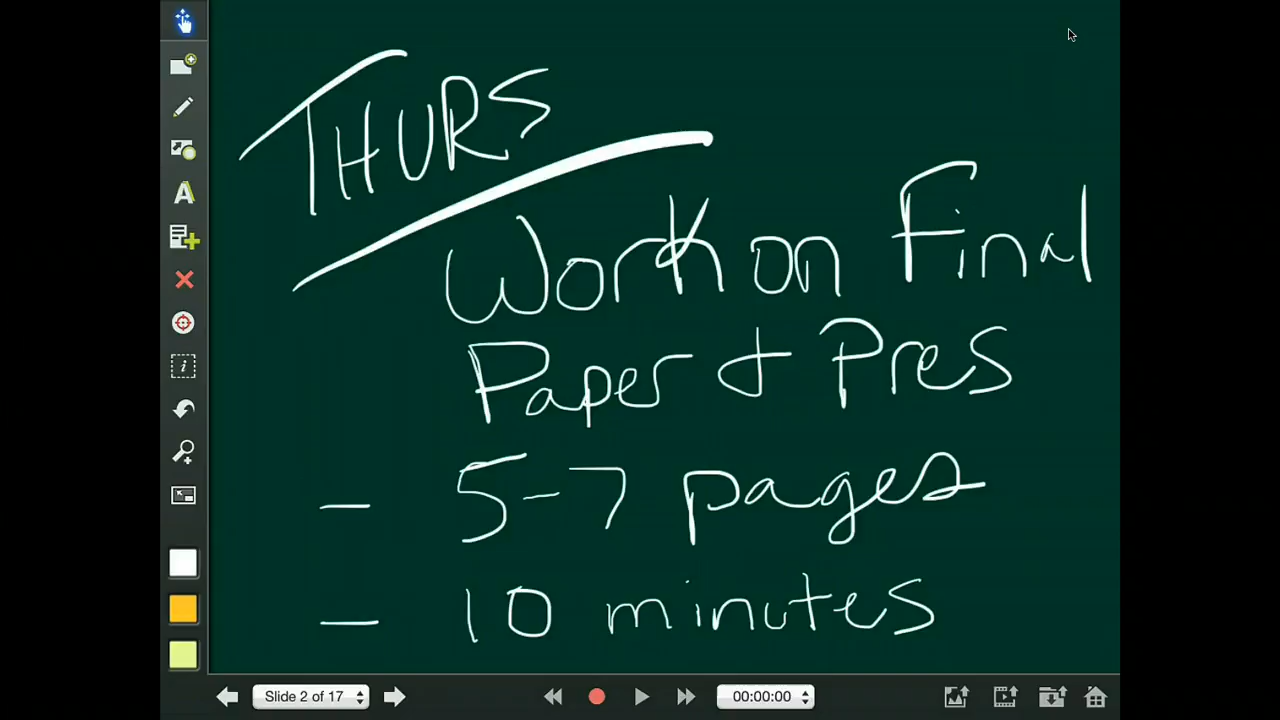 THURS
Work on Final
Paper & Pres
- 5-7 pages
- 10 minutes
A
i
Slide 2 of 17
00:00:00